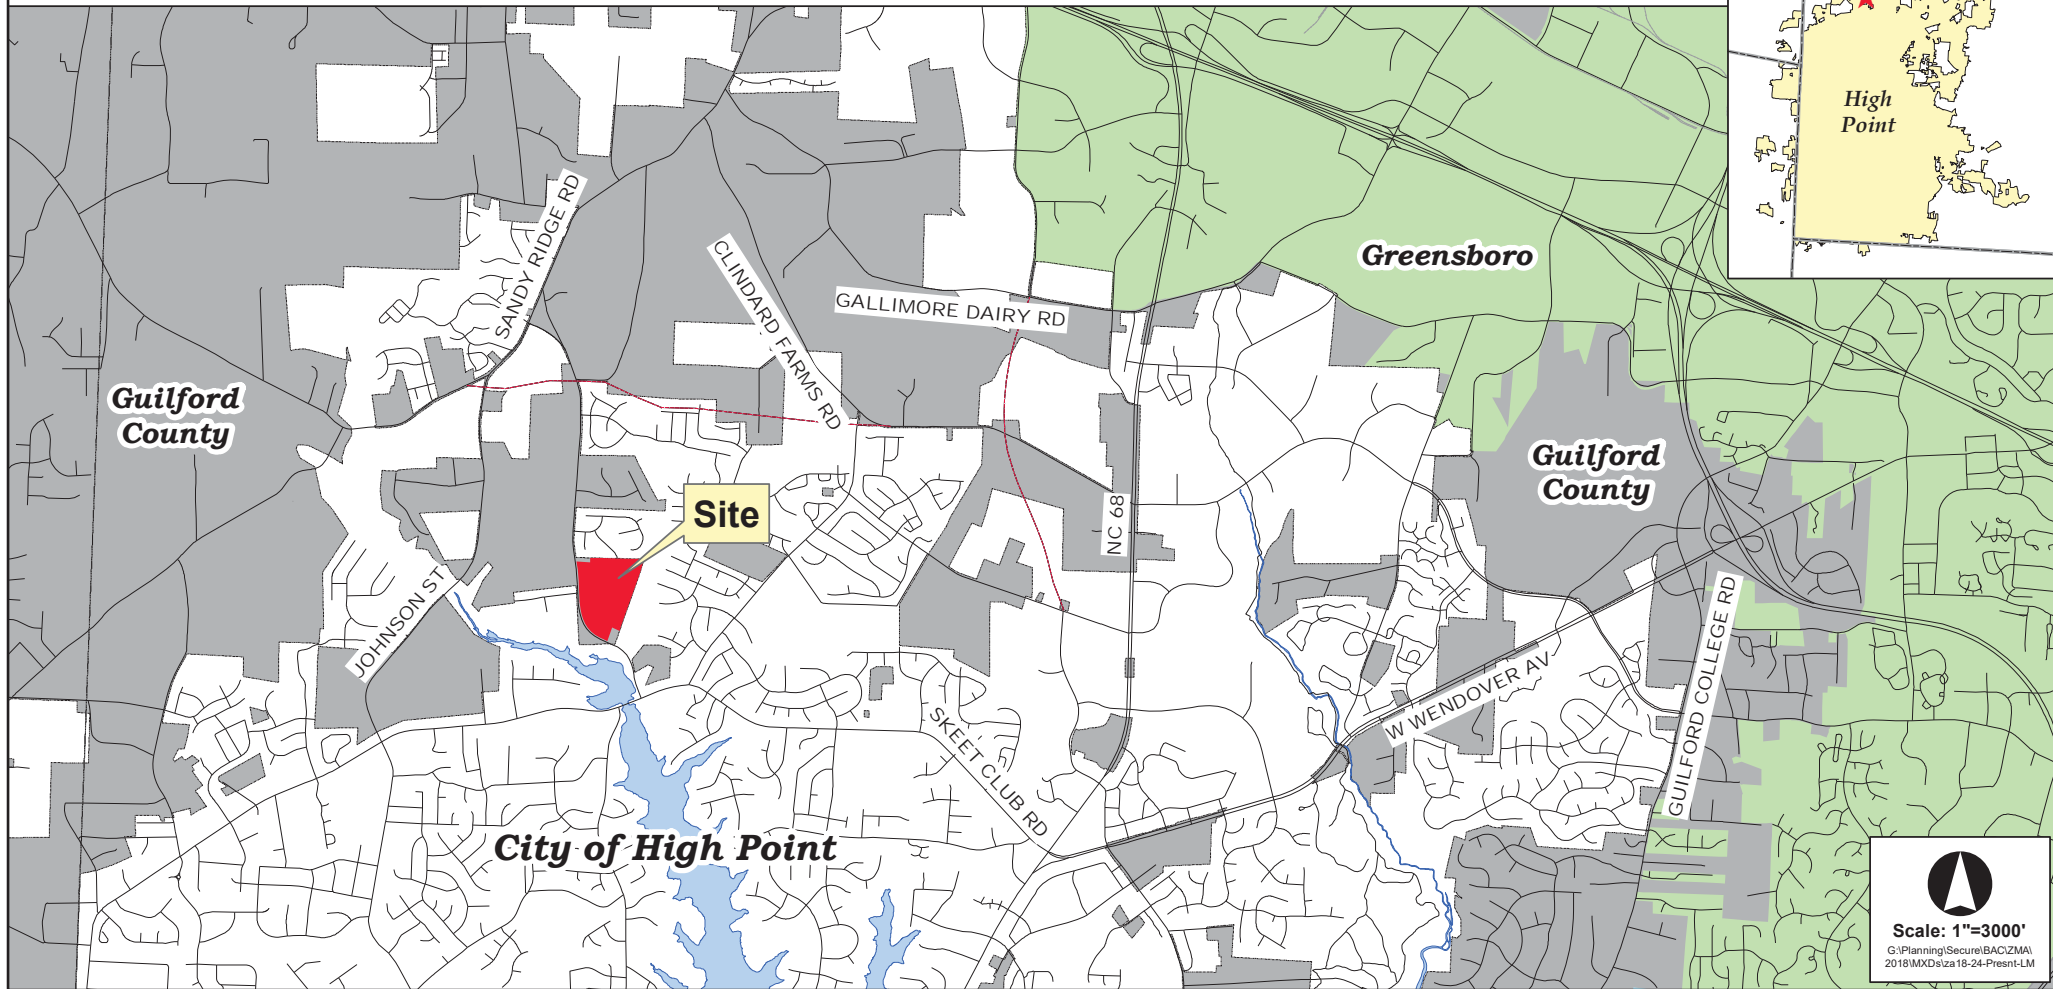 High
Point
Greensboro
SANDY RIDGE RD
CLINDARD FARMS RD
GALLIMORE DAIRY RD
Guilford
County
Guilford
County
Site
NC 68
JOHNSON ST
GUILFORD COLLEGE RD
W WENDOVER AV
SKEET CLUB RD
City of High Point
Scale: 1"=3000'
G:\Planning\Secure\BAC\ZMA\
2018\MXDs\za18-24-Presnt-LM